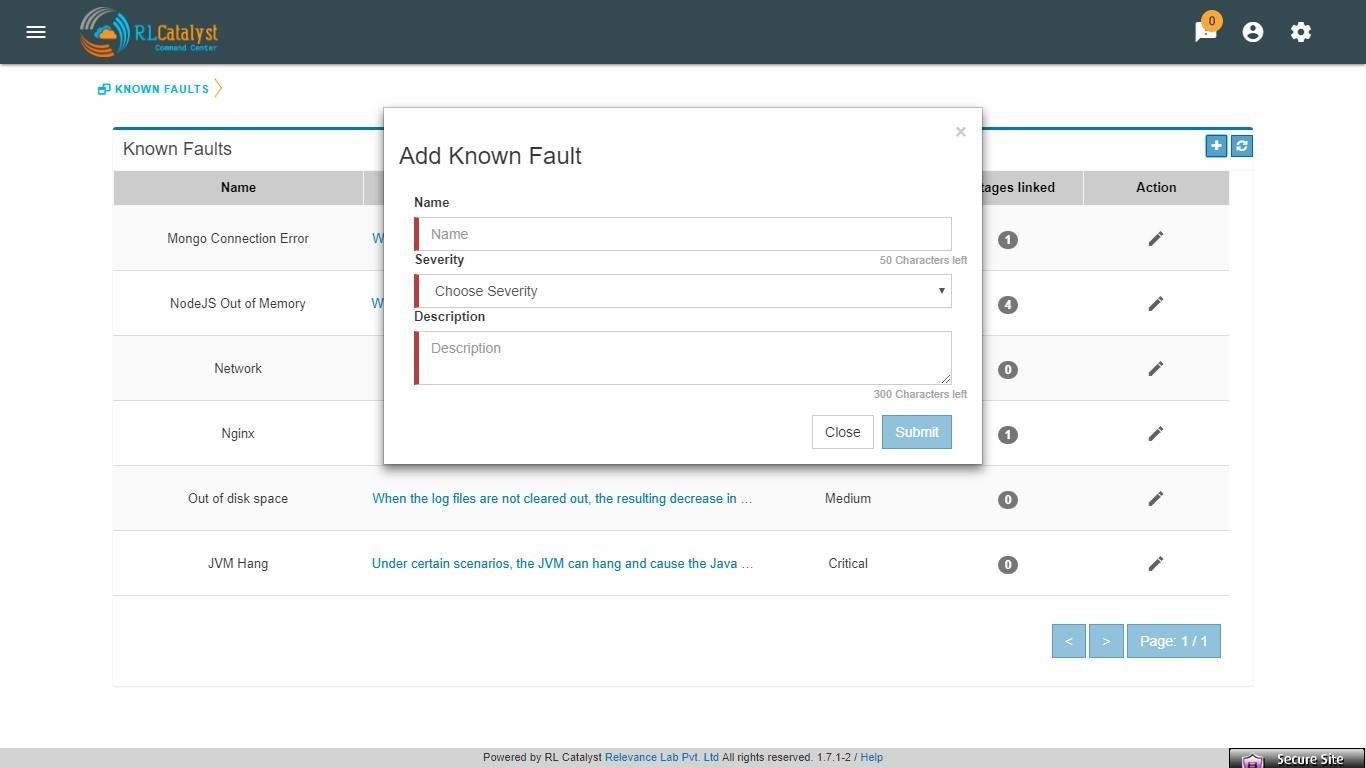 RLCatalyst
Command Center
0
KNOWN FAULTS
Known Faults
Name
tages linked
Action
×
Add Known Fault
Name
Name
50 Characters left
Severity
Choose Severity
Description
Description
300 Characters left
Close
Submit
Mongo Connection Error
W
1
NodeJS Out of Memory
W
4
Network
0
Nginx
1
Out of disk space
When the log files are not cleared out, the resulting decrease in ...
Medium
0
JVM Hang
Under certain scenarios, the JVM can hang and cause the Java ...
Critical
0
<
>
Page: 1 / 1
Powered by RL Catalyst Relevance Lab Pvt. Ltd All rights reserved. 1.7.1-2 / Help
Secure Site